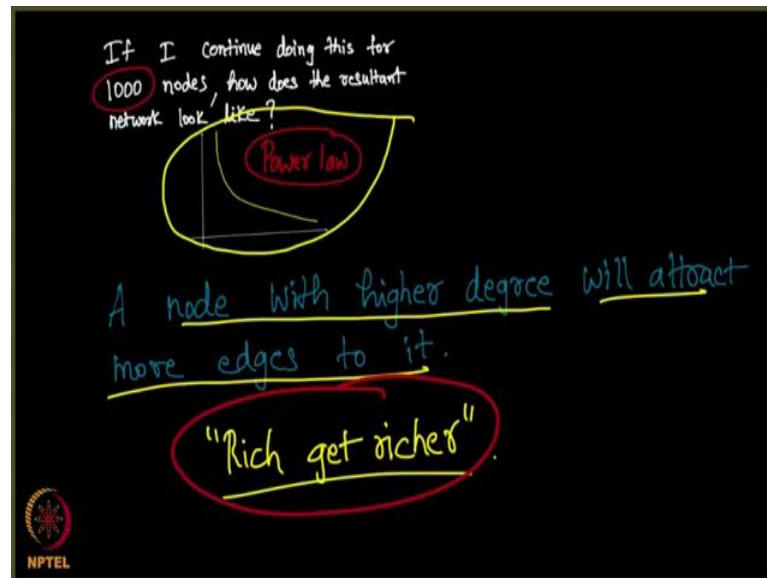 If I continue doing this for
1000 nodes, how does the resultant
network look like?
Power law
A node with higher degree will attract
more edges to it.
"Rich get richer".
NPTEL